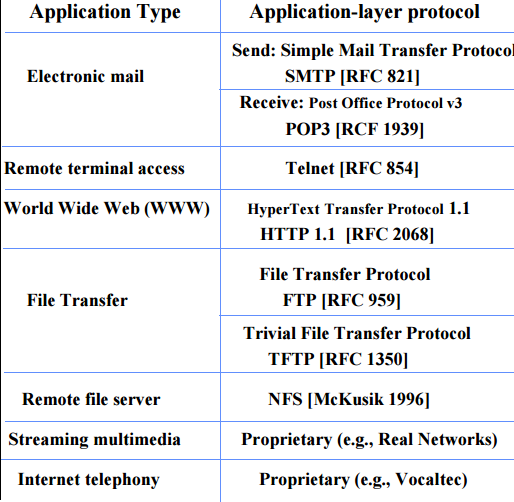 Application Type
Application-layer protocol
Electronic mail
Send: Simple Mail Transfer Protocol
SMTP [RFC 821]
Receive: Post Office Protocol v3
POP3 [RCF 1939]
Remote terminal access
Telnet [RFC 854]
World Wide Web (WWW)
HyperText Transfer Protocol 1.1
HTTP 1.1 [RFC 2068]
File Transfer
File Transfer Protocol
FTP [RFC 959]
Trivial File Transfer Protocol
TFTP [RFC 1350]
Remote file server
NFS [McKusik 1996]
Streaming multimedia
Proprietary (e.g., Real Networks)
Internet telephony
Proprietary (e.g., Vocaltec)